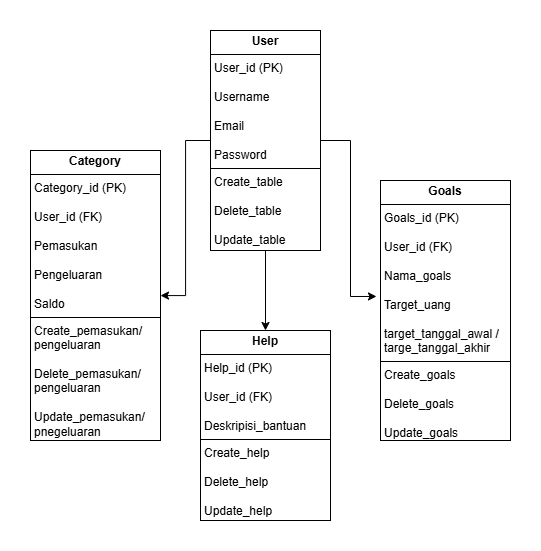 User
User_id (PK)
Username
Email
Password
Create_table
Delete_table
Update_table
Category
Category_id (PK)
User_id (FK)
Pemasukan
Pengeluaran
Saldo
Create_pemasukan/
pengeluaran
Delete_pemasukan/
pengeluaran
Update_pemasukan/
pnegeluaran
Help
Help_id (PK)
User_id (FK)
Deskripisi_bantuan
Create_help
Delete_help
Update_help
Goals
Goals_id (PK)
User_id (FK)
Nama_goals
Target_uang
target_tanggal_awal /
targe_tanggal_akhir
Create_goals
Delete_goals
Update_goals